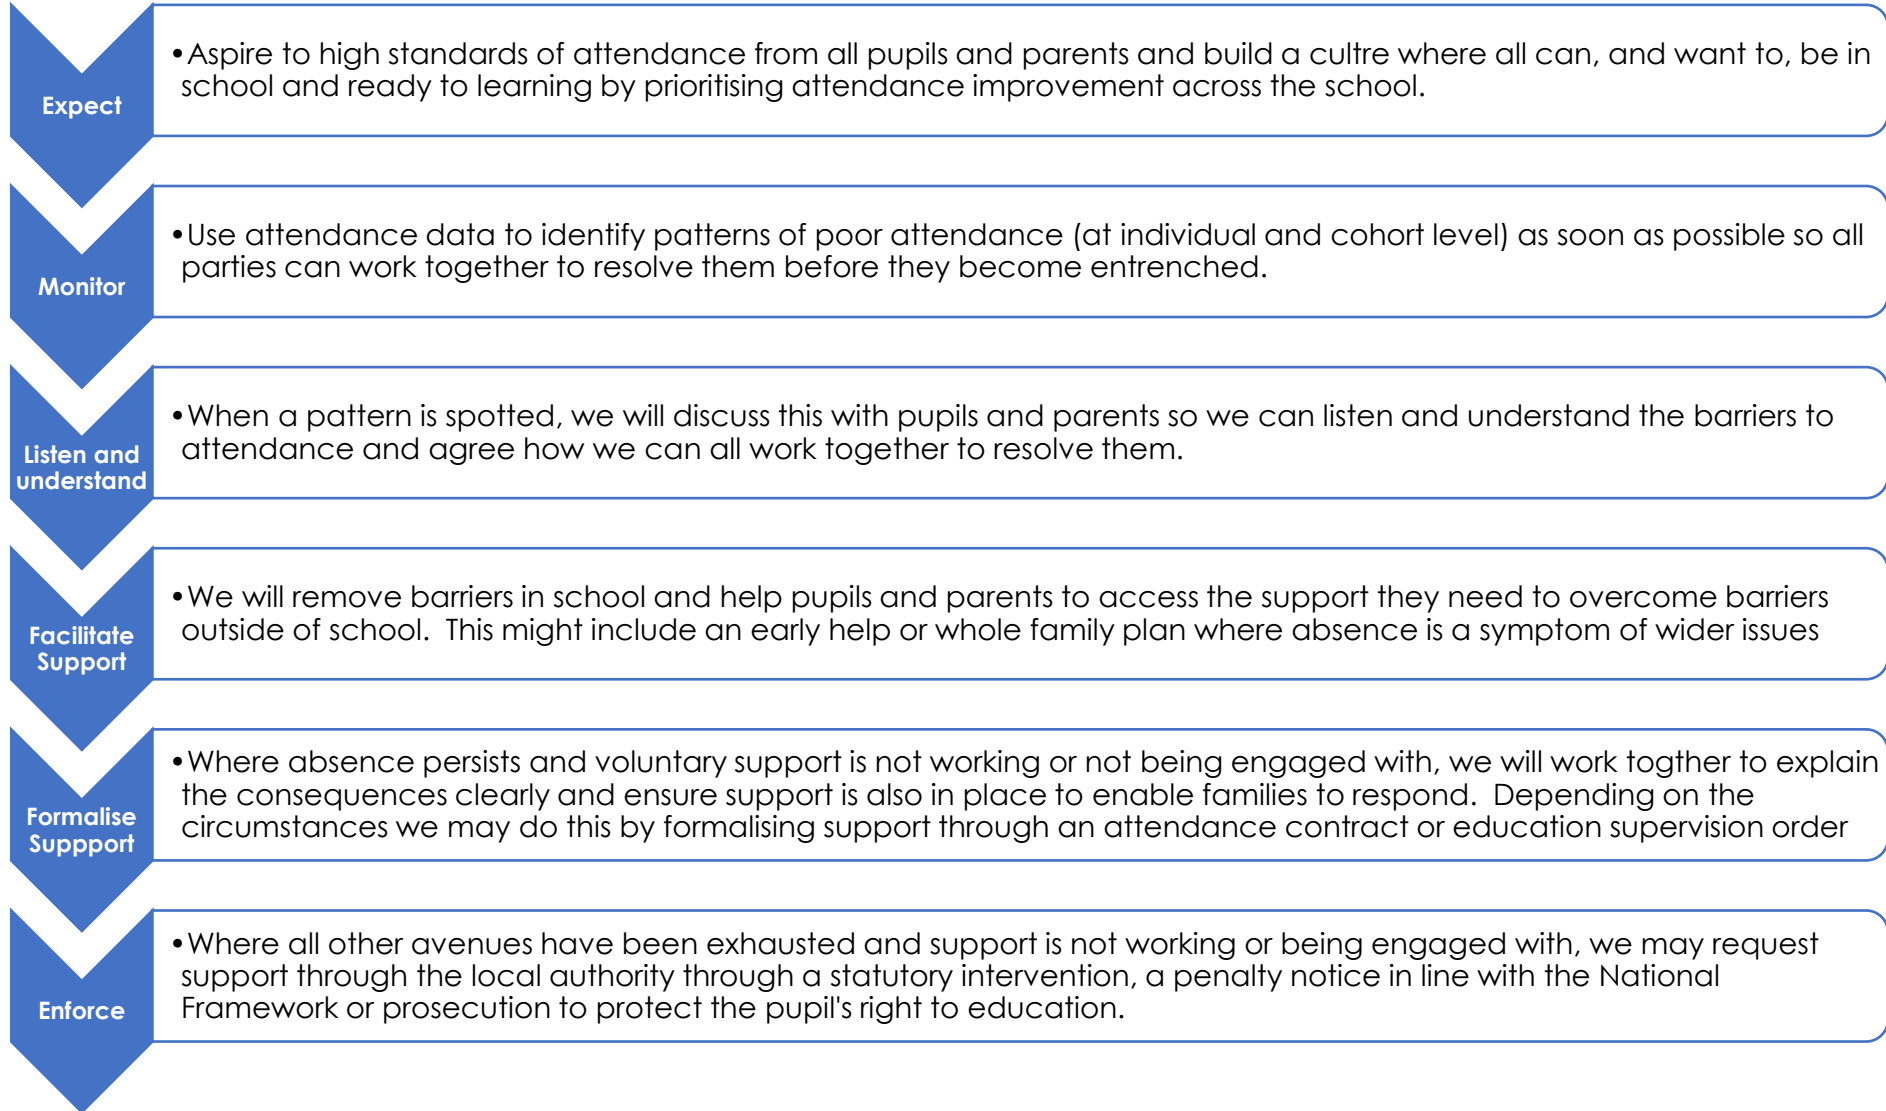 Expect
•Aspire to high standards of attendance from all pupils and parents and build a cultre where all can, and want to, be in
school and ready to learning by prioritising attendance improvement across the school.
Monitor
•Use attendance data to identify patterns of poor attendance (at individual and cohort level) as soon as possible so all
parties can work together to resolve them before they become entrenched.
Listen and
understand
•When a pattern is spotted, we will discuss this with pupils and parents so we can listen and understand the barriers to
attendance and agree how we can all work together to resolve them.
Facilitate
Support
•We will remove barriers in school and help pupils and parents to access the support they need to overcome barriers
outside of school.  This might include an early help or whole family plan where absence is a symptom of wider issues
Formalise
Suppport
•Where absence persists and voluntary support is not working or not being engaged with, we will work togther to explain
the consequences clearly and ensure support is also in place to enable families to respond.  Depending on the
circumstances we may do this by formalising support through an attendance contract or education supervision order
Enforce
•Where all other avenues have been exhausted and support is not working or being engaged with, we may request
support through the local authority through a statutory intervention, a penalty notice in line with the National
Framework or prosecution to protect the pupil's right to education.